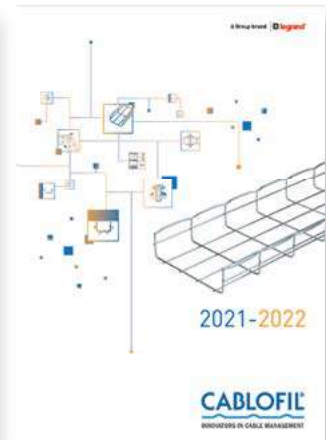 A Group brand | legrand
2021-2022
CABLOFIL
INNOVATORS IN CABLE MANAGEMENT